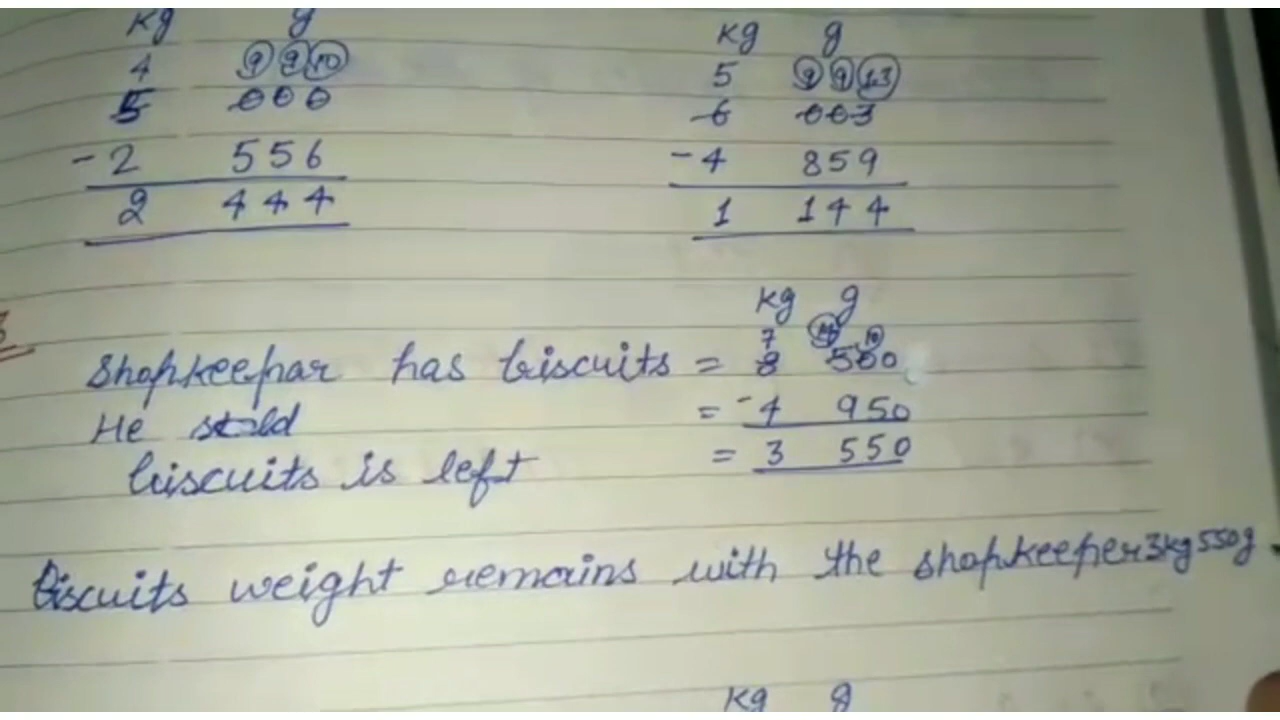 kg g kg g
4 9 9 10 5 9 9 13
5 000 6 003
- 2 556 - 4 859
2 444 1 144
kg g
7 14 10
Shopkeepar has biscuits = 8 500
He sold = - 4 950
biscuits is left = 3 550
Biscuits weight remains with the shopkeeper 3kg 550g
kg g